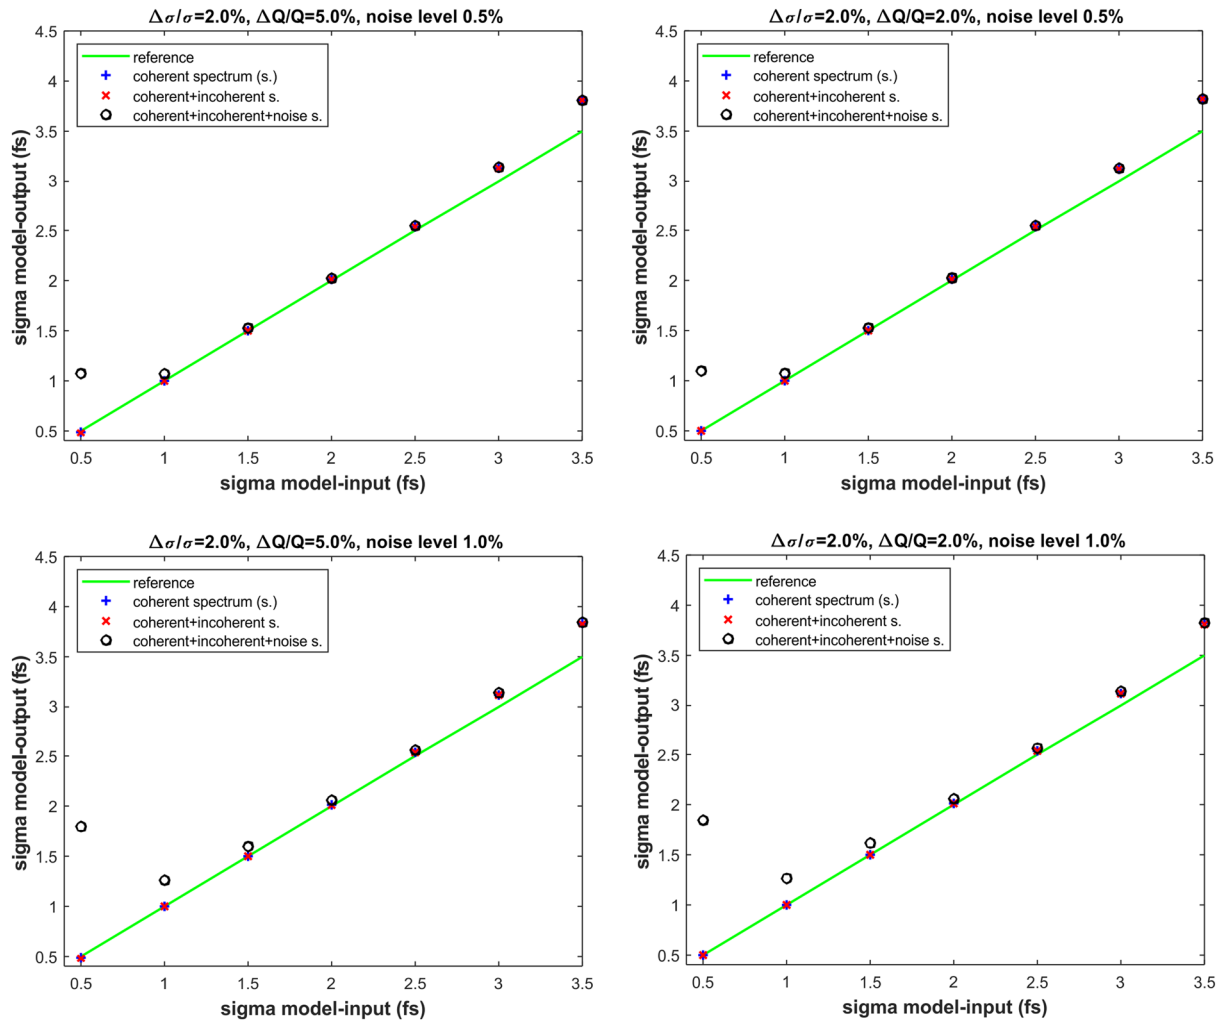 Δσ/σ=2.0%, ΔQ/Q=5.0%, noise level 0.5%
4.5
4
3.5
3
2.5
2
1.5
1
0.5
sigma model-output (fs)
reference
coherent spectrum (s.)
coherent+incoherent s.
coherent+incoherent+noise s.
0.5 1 1.5 2 2.5 3 3.5
sigma model-input (fs)
Δσ/σ=2.0%, ΔQ/Q=2.0%, noise level 0.5%
4.5
4
3.5
3
2.5
2
1.5
1
0.5
sigma model-output (fs)
reference
coherent spectrum (s.)
coherent+incoherent s.
coherent+incoherent+noise s.
0.5 1 1.5 2 2.5 3 3.5
sigma model-input (fs)
Δσ/σ=2.0%, ΔQ/Q=5.0%, noise level 1.0%
4.5
4
3.5
3
2.5
2
1.5
1
0.5
sigma model-output (fs)
reference
coherent spectrum (s.)
coherent+incoherent s.
coherent+incoherent+noise s.
0.5 1 1.5 2 2.5 3 3.5
sigma model-input (fs)
Δσ/σ=2.0%, ΔQ/Q=2.0%, noise level 1.0%
4.5
4
3.5
3
2.5
2
1.5
1
0.5
sigma model-output (fs)
reference
coherent spectrum (s.)
coherent+incoherent s.
coherent+incoherent+noise s.
0.5 1 1.5 2 2.5 3 3.5
sigma model-input (fs)